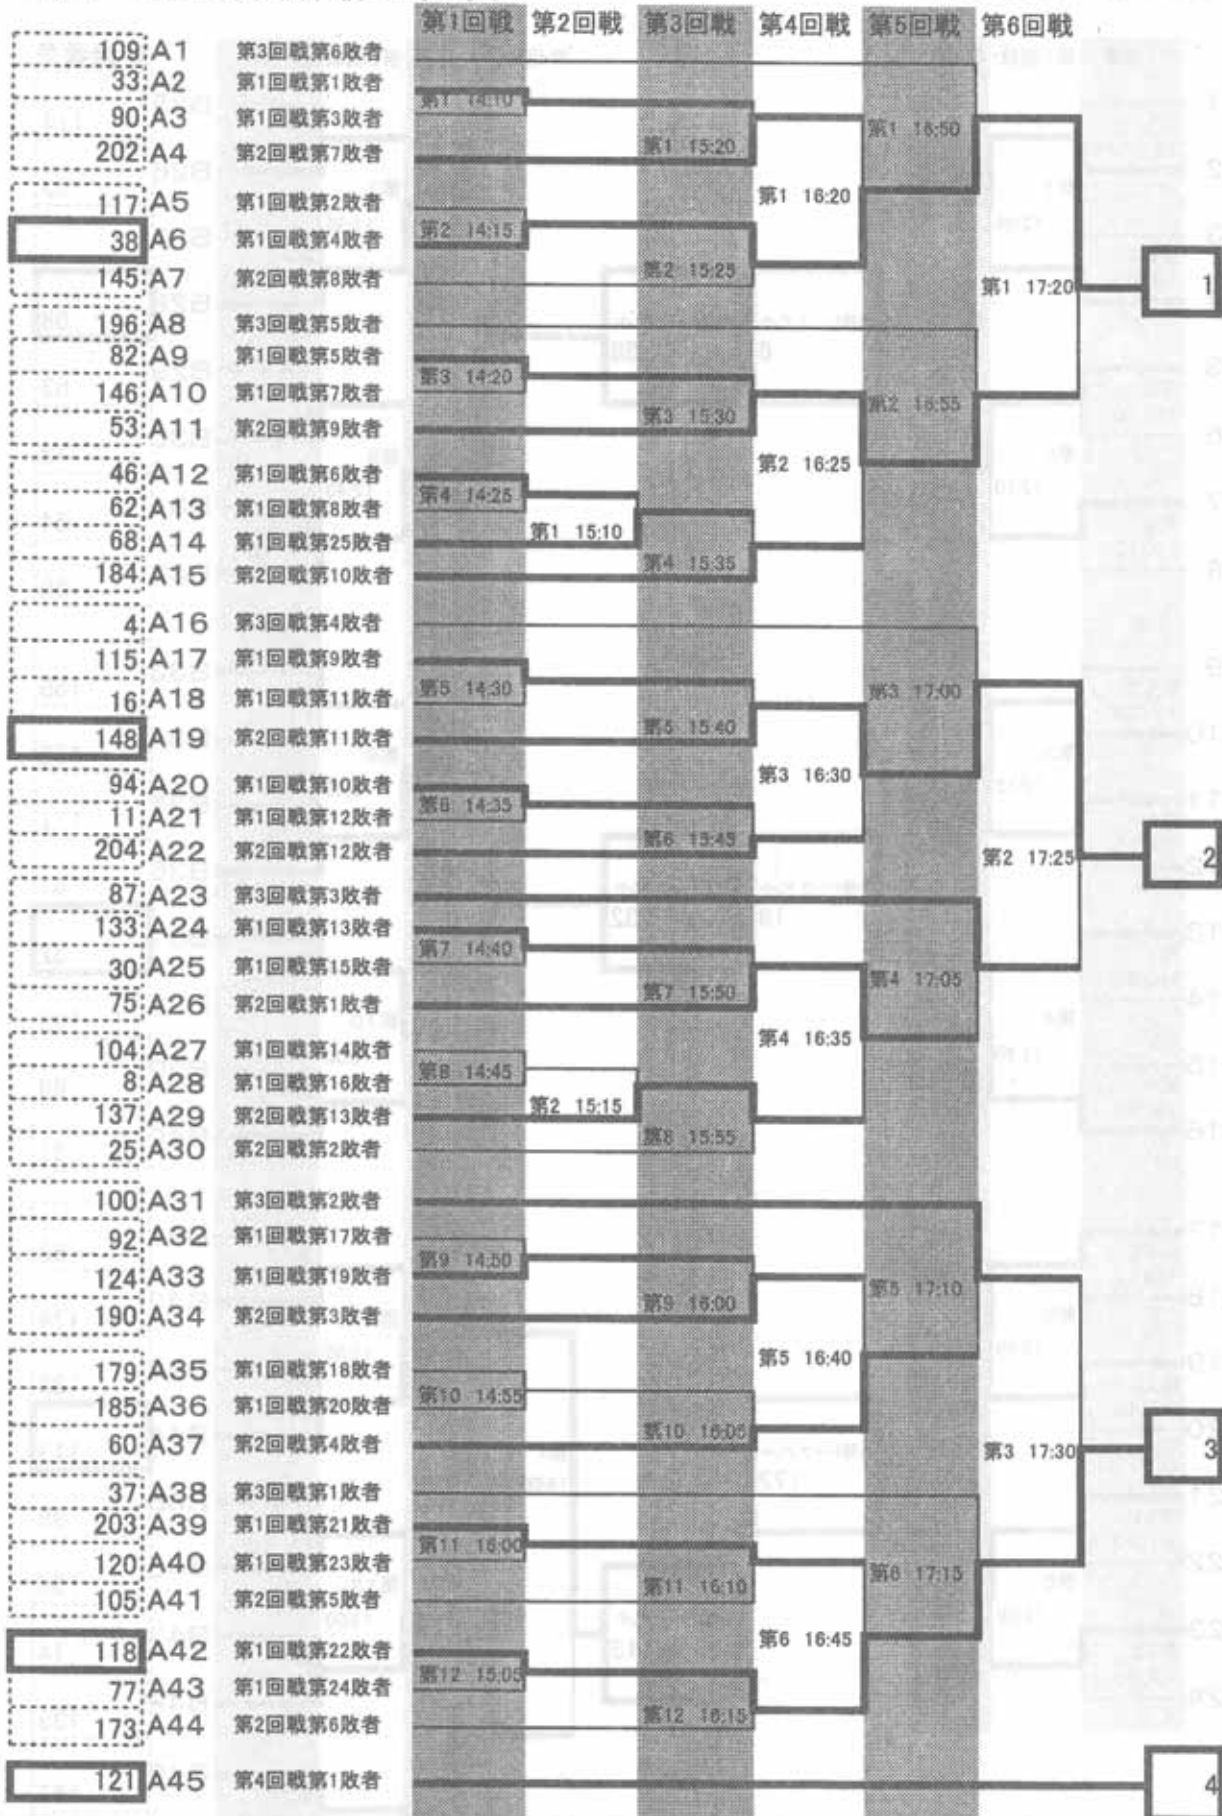 第1回戦 第2回戦 第3回戦 第4回戦 第5回戦 第6回戦
109 A1 第3回戦第6敗者
33 A2 第1回戦第1敗者
第1 14:10
90 A3 第1回戦第3敗者
第1 16:50
第1 15:20
202 A4 第2回戦第7敗者
第1 16:20
117 A5 第1回戦第2敗者
第2 14:15
38 A6 第1回戦第4敗者
第2 15:25
145 A7 第2回戦第8敗者
第1 17:20
1
196 A8 第3回戦第5敗者
82 A9 第1回戦第5敗者
第3 14:20
146 A10 第1回戦第7敗者
第2 16:55
第3 15:30
53 A11 第2回戦第9敗者
第2 16:25
46 A12 第1回戦第6敗者
第4 14:25
62 A13 第1回戦第8敗者
第1 15:10
68 A14 第1回戦第25敗者
第4 15:35
184 A15 第2回戦第10敗者
4 A16 第3回戦第4敗者
115 A17 第1回戦第9敗者
第5 14:30
第3 17:00
16 A18 第1回戦第11敗者
第5 15:40
148 A19 第2回戦第11敗者
第3 16:30
94 A20 第1回戦第10敗者
第6 14:35
11 A21 第1回戦第12敗者
第6 15:45
204 A22 第2回戦第12敗者
第2 17:25
2
87 A23 第3回戦第3敗者
133 A24 第1回戦第13敗者
第7 14:40
30 A25 第1回戦第15敗者
第4 17:05
第7 15:50
75 A26 第2回戦第1敗者
第4 16:35
104 A27 第1回戦第14敗者
第8 14:45
8 A28 第1回戦第16敗者
第2 15:15
137 A29 第2回戦第13敗者
第8 15:55
25 A30 第2回戦第2敗者
100 A31 第3回戦第2敗者
92 A32 第1回戦第17敗者
第9 14:50
124 A33 第1回戦第19敗者
第5 17:10
第9 16:00
190 A34 第2回戦第3敗者
第5 16:40
179 A35 第1回戦第18敗者
第10 14:55
185 A36 第1回戦第20敗者
第10 16:05
60 A37 第2回戦第4敗者
第3 17:30
3
37 A38 第3回戦第1敗者
203 A39 第1回戦第21敗者
第11 16:00
120 A40 第1回戦第23敗者
第6 17:15
第11 16:10
105 A41 第2回戦第5敗者
第6 16:45
118 A42 第1回戦第22敗者
第12 15:05
77 A43 第1回戦第24敗者
第12 16:15
173 A44 第2回戦第6敗者
121 A45 第4回戦第1敗者
4